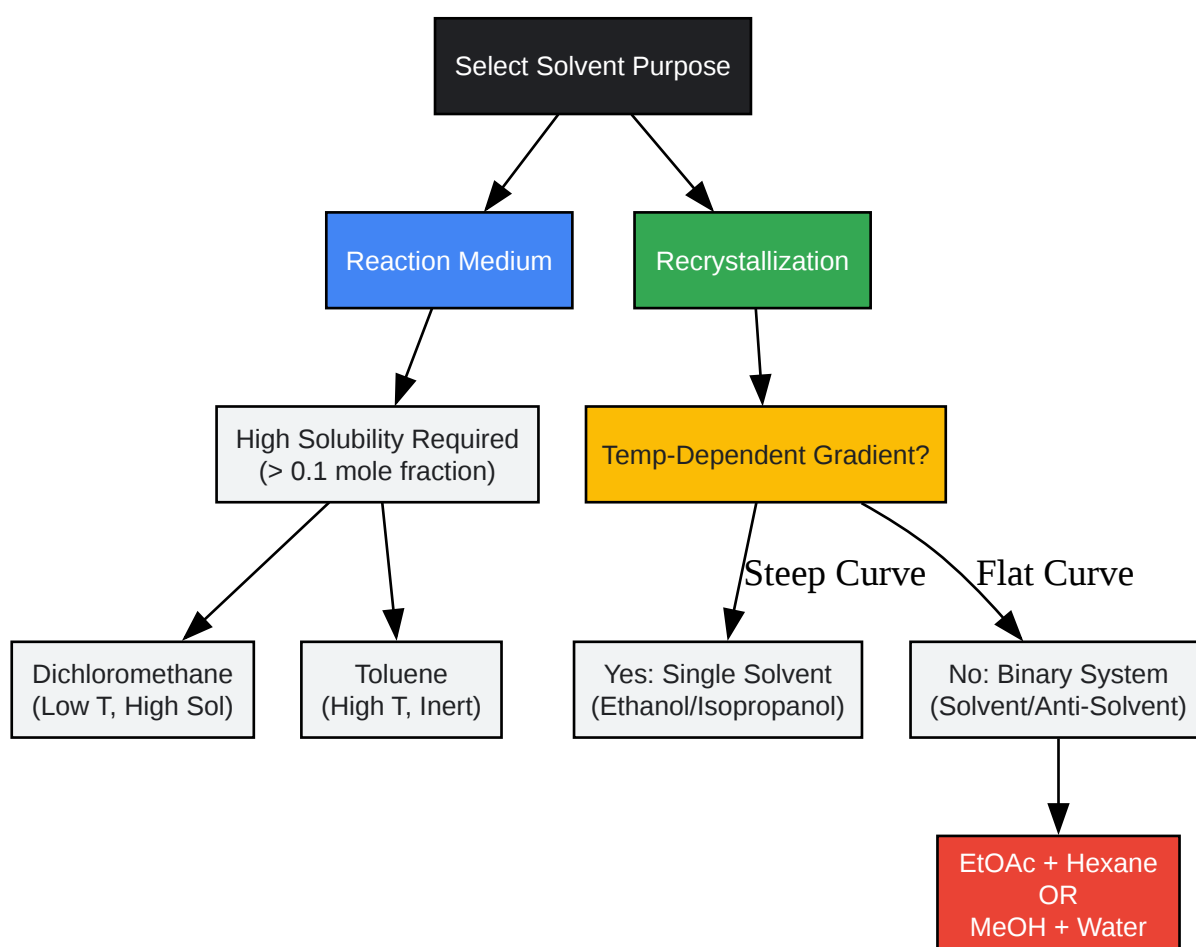 Select Solvent Purpose
Reaction Medium
Recrystallization
High Solubility Required
(> 0.1 mole fraction)
Temp-Dependent Gradient?
Steep Curve
Flat Curve
Dichloromethane
(Low T, High Sol)
Toluene
(High T, Inert)
Yes: Single Solvent
(Ethanol/Isopropanol)
No: Binary System
(Solvent/Anti-Solvent)
EtOAc + Hexane
OR
MeOH + Water